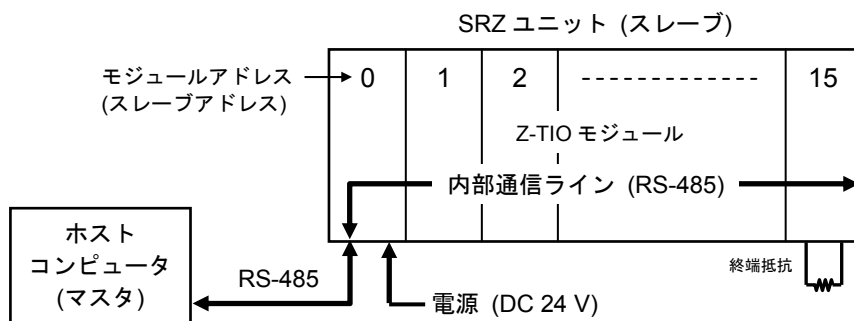 SRZ ユニット (スレーブ)
モジュールアドレス
(スレーブアドレス)
0
1
2
15
Z-TIO モジュール
内部通信ライン (RS-485)
ホスト
コンピュータ
(マスタ)
RS-485
終端抵抗
電源 (DC 24 V)